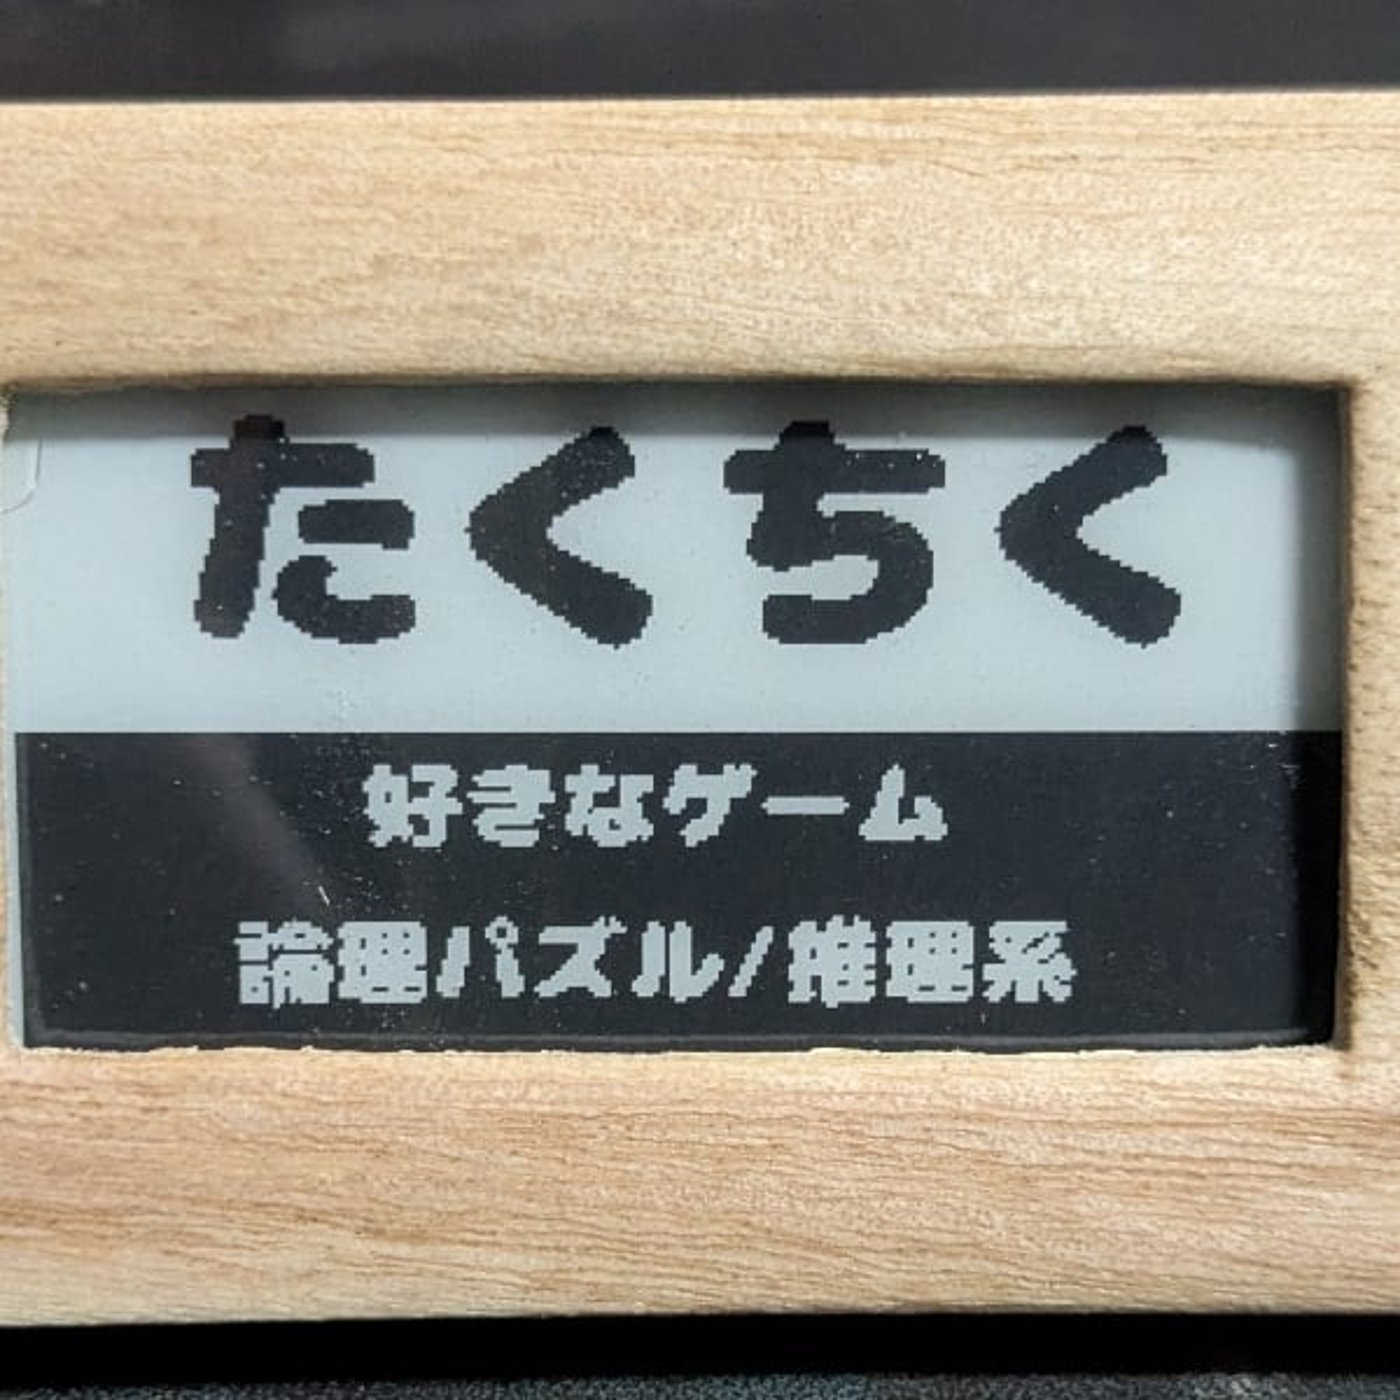 たくちく
好きなゲーム
論理パズル/推理系